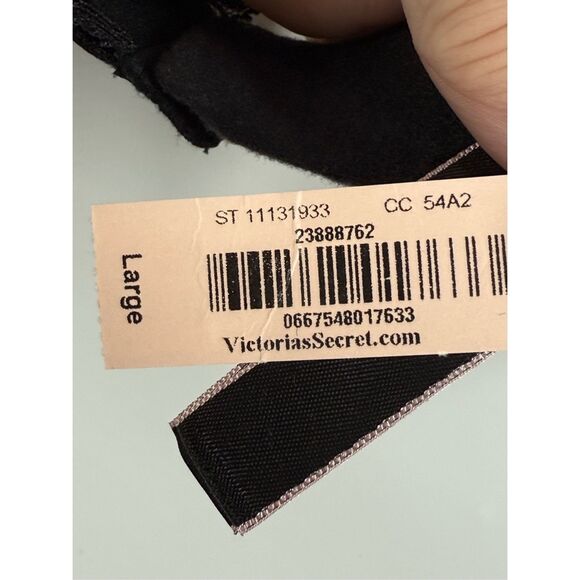 ST 11131933 CC 54A2
23888762
0667548017633
VictoriasSecret.com
Large